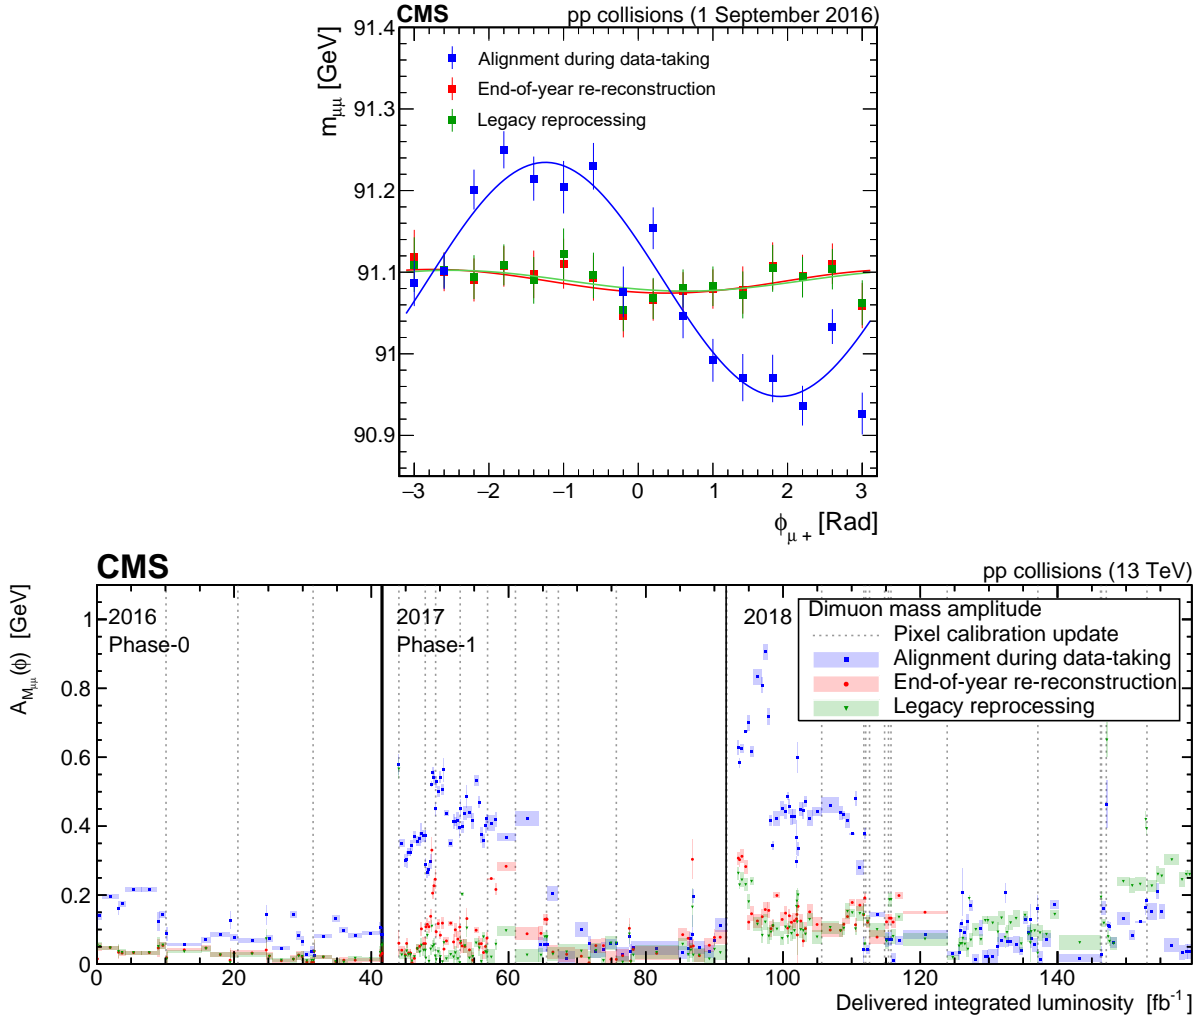 CMS pp collisions (1 September 2016)
91.4
91.3
91.2
91.1
91
90.9
m_μμ [GeV]
Alignment during data-taking
End-of-year re-reconstruction
Legacy reprocessing
−3 −2 −1 0 1 2 3
ϕ_μ+ [Rad]
CMS pp collisions (13 TeV)
A_M_μμ(ϕ) [GeV]
1
0.8
0.6
0.4
0.2
0
2016
Phase-0
2017
Phase-1
2018
Dimuon mass amplitude
Pixel calibration update
Alignment during data-taking
End-of-year re-reconstruction
Legacy reprocessing
0 20 40 60 80 100 120 140
Delivered integrated luminosity [fb⁻¹]